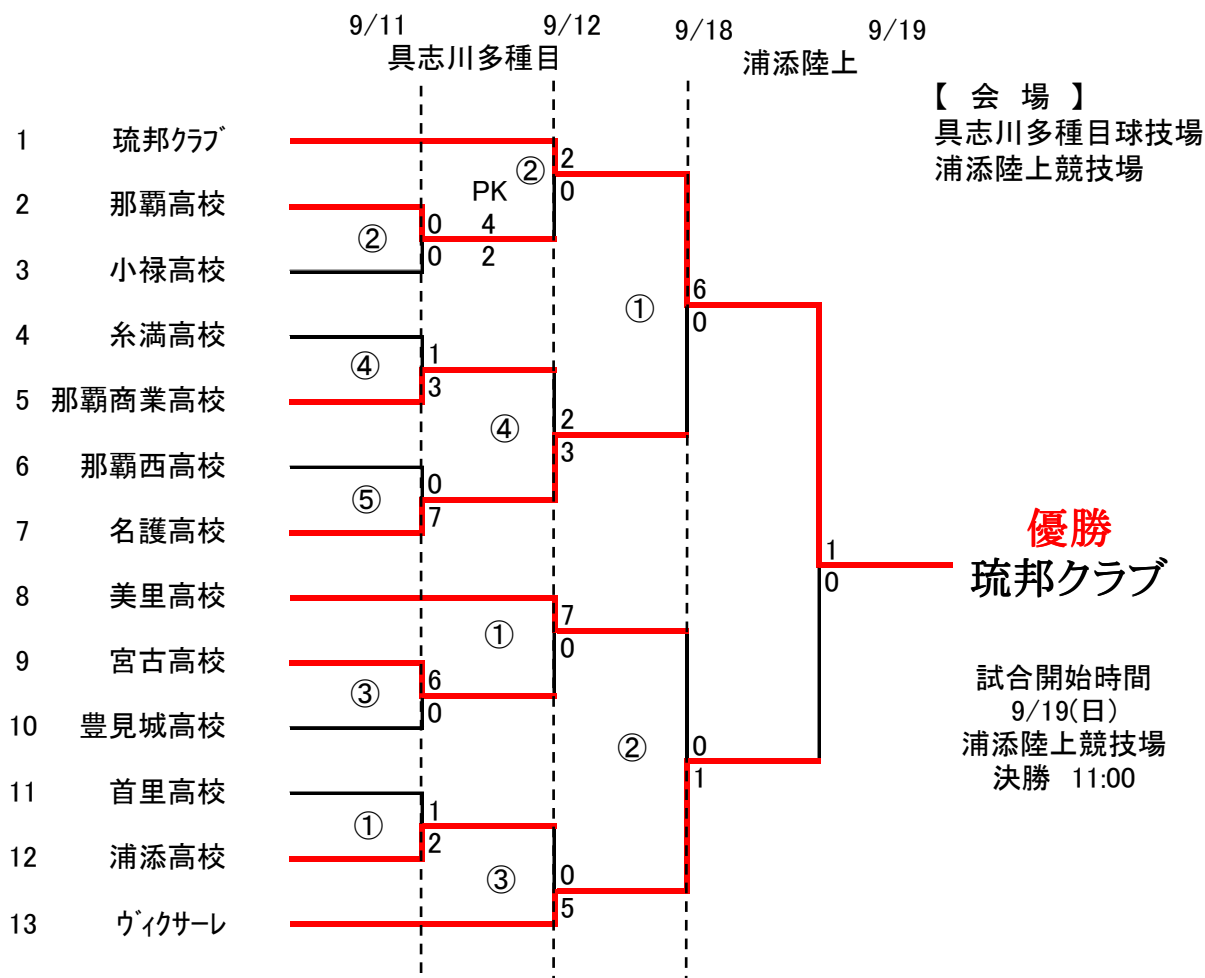 9/11 9/12 9/18 9/19
具志川多種目 浦添陸上
【 会 場 】
具志川多種目球技場
浦添陸上競技場
1 琉邦クラブ
2 那覇高校
3 小禄高校
4 糸満高校
5 那覇商業高校
6 那覇西高校
7 名護高校
8 美里高校
9 宮古高校
10 豊見城高校
11 首里高校
12 浦添高校
13 ヴィクサーレ
②
0
0
PK
4
2
④
1
3
⑤
0
7
③
6
0
①
1
2
②
2
0
④
2
3
①
7
0
③
0
5
①
6
0
②
0
1
1
0
優勝
琉邦クラブ
試合開始時間
9/19(日)
浦添陸上競技場
決勝 11:00